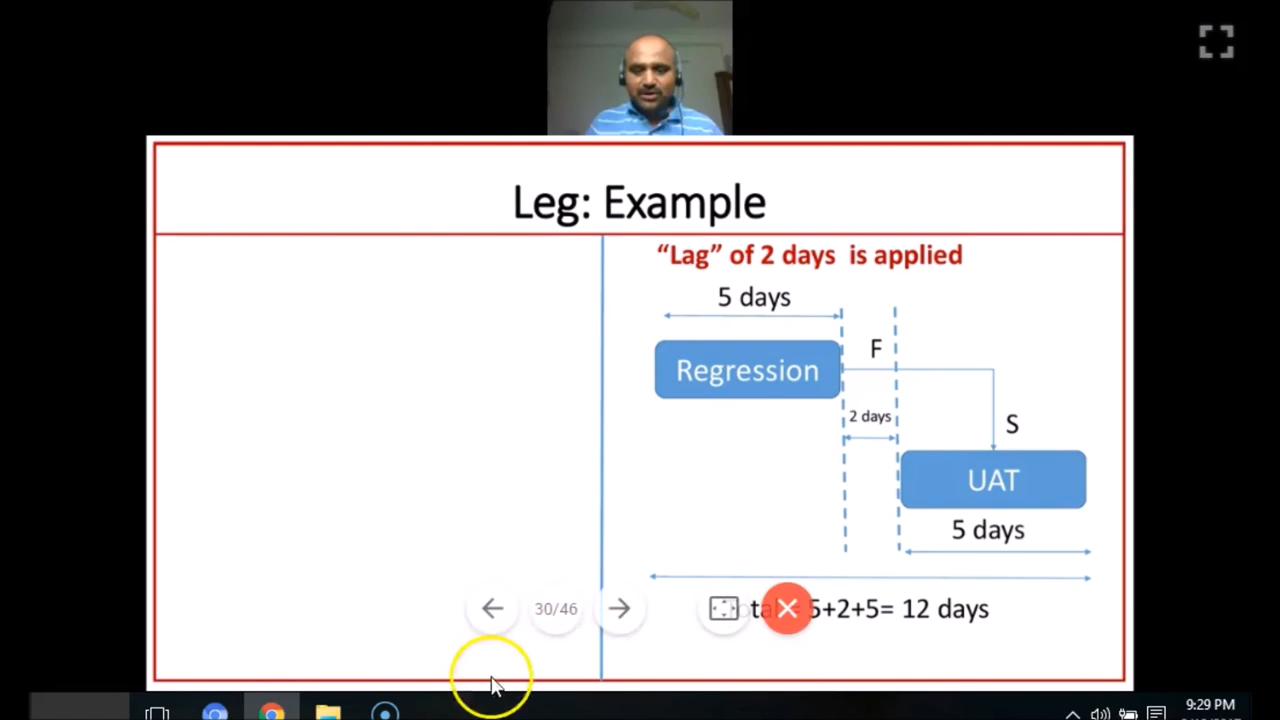 Leg: Example
“Lag” of 2 days is applied
5 days
Regression
F
2 days
S
UAT
5 days
5+2+5= 12 days
30/46
9:29 PM